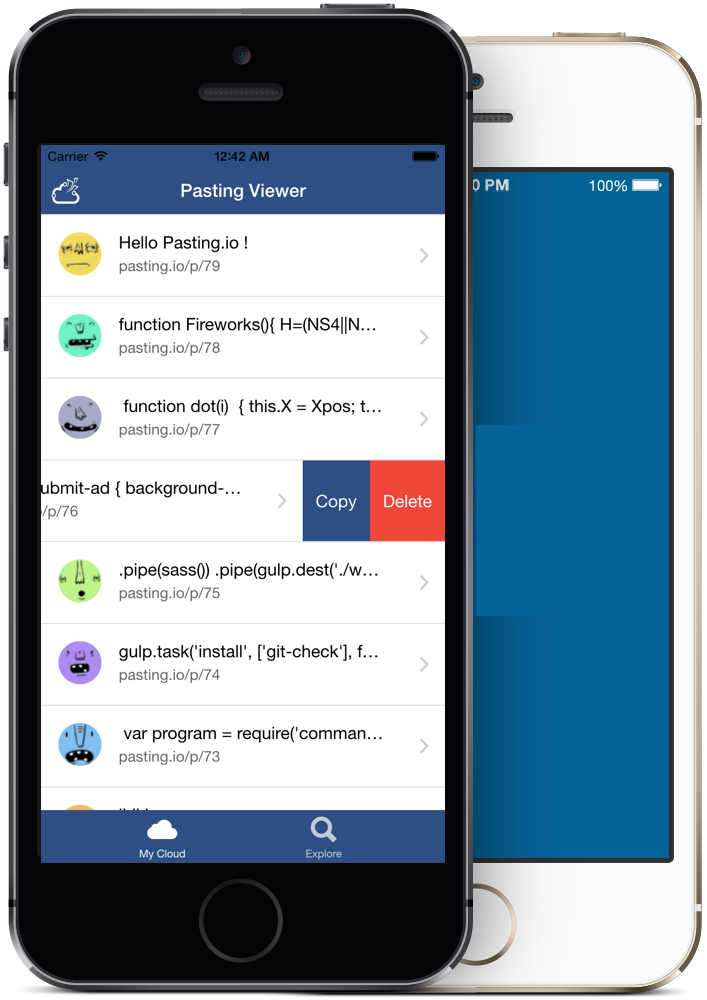 Carrier 12:42 AM
Pasting Viewer
Hello Pasting.io !
pasting.io/p/79
function Fireworks(){ H=(NS4||N…
pasting.io/p/78
function dot(i)  { this.X = Xpos; t…
pasting.io/p/77
ubmit-ad { background-…
/p/76
Copy
Delete
.pipe(sass()) .pipe(gulp.dest('./w…
pasting.io/p/75
gulp.task('install', ['git-check'], f…
pasting.io/p/74
var program = require('comman…
pasting.io/p/73
My Cloud
Explore
0 PM 100%